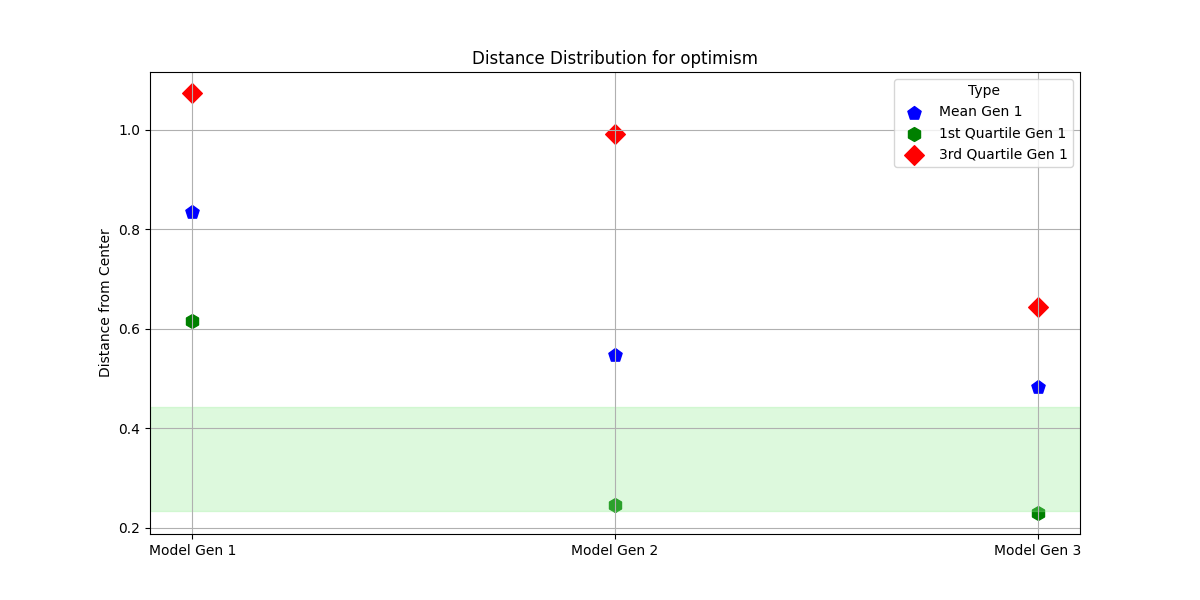 Distance Distribution for optimism
Type
Mean Gen 1
1st Quartile Gen 1
3rd Quartile Gen 1
Distance from Center
1.0
0.8
0.6
0.4
0.2
Model Gen 1
Model Gen 2
Model Gen 3